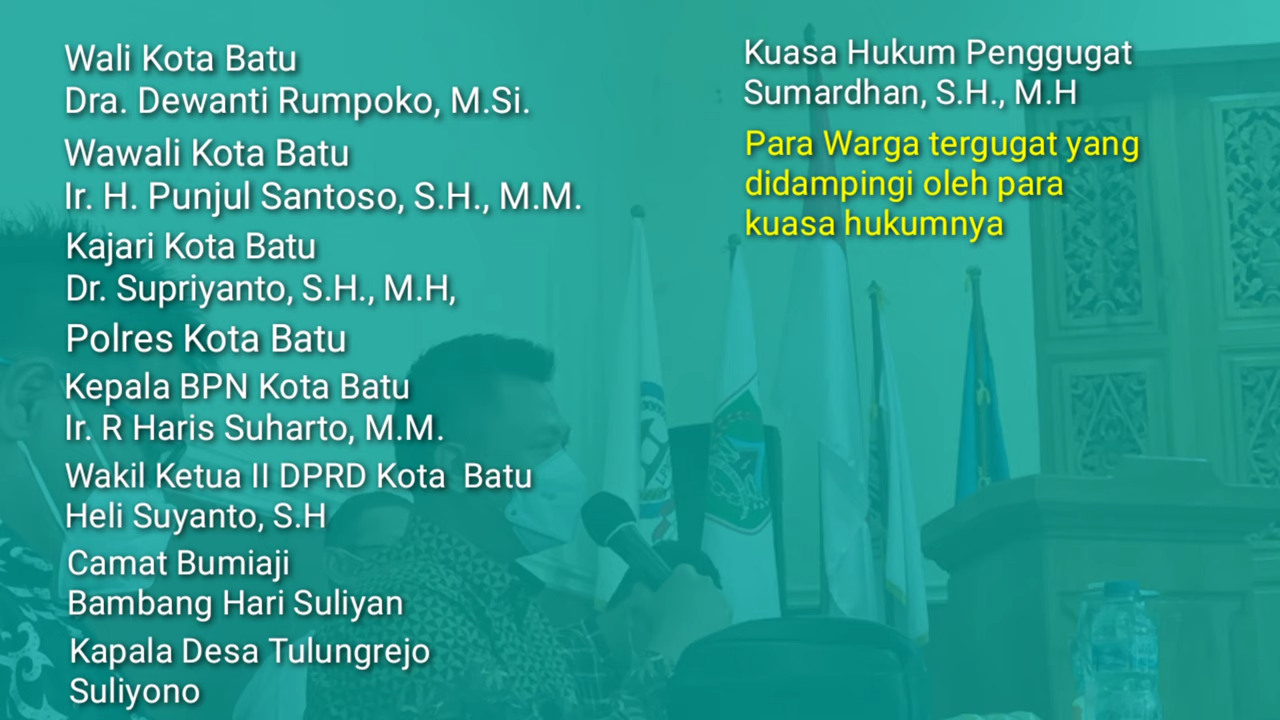 Wali Kota Batu
Dra. Dewanti Rumpoko, M.Si.
Wawali Kota Batu
Ir. H. Punjul Santoso, S.H., M.M.
Kajari Kota Batu
Dr. Supriyanto, S.H., M.H,
Polres Kota Batu
Kepala BPN Kota Batu
Ir. R Haris Suharto, M.M.
Wakil Ketua II DPRD Kota Batu
Heli Suyanto, S.H
Camat Bumiaji
Bambang Hari Suliyan
Kapala Desa Tulungrejo
Suliyono
Kuasa Hukum Penggugat
Sumardhan, S.H., M.H
Para Warga tergugat yang
didampingi oleh para
kuasa hukumnya